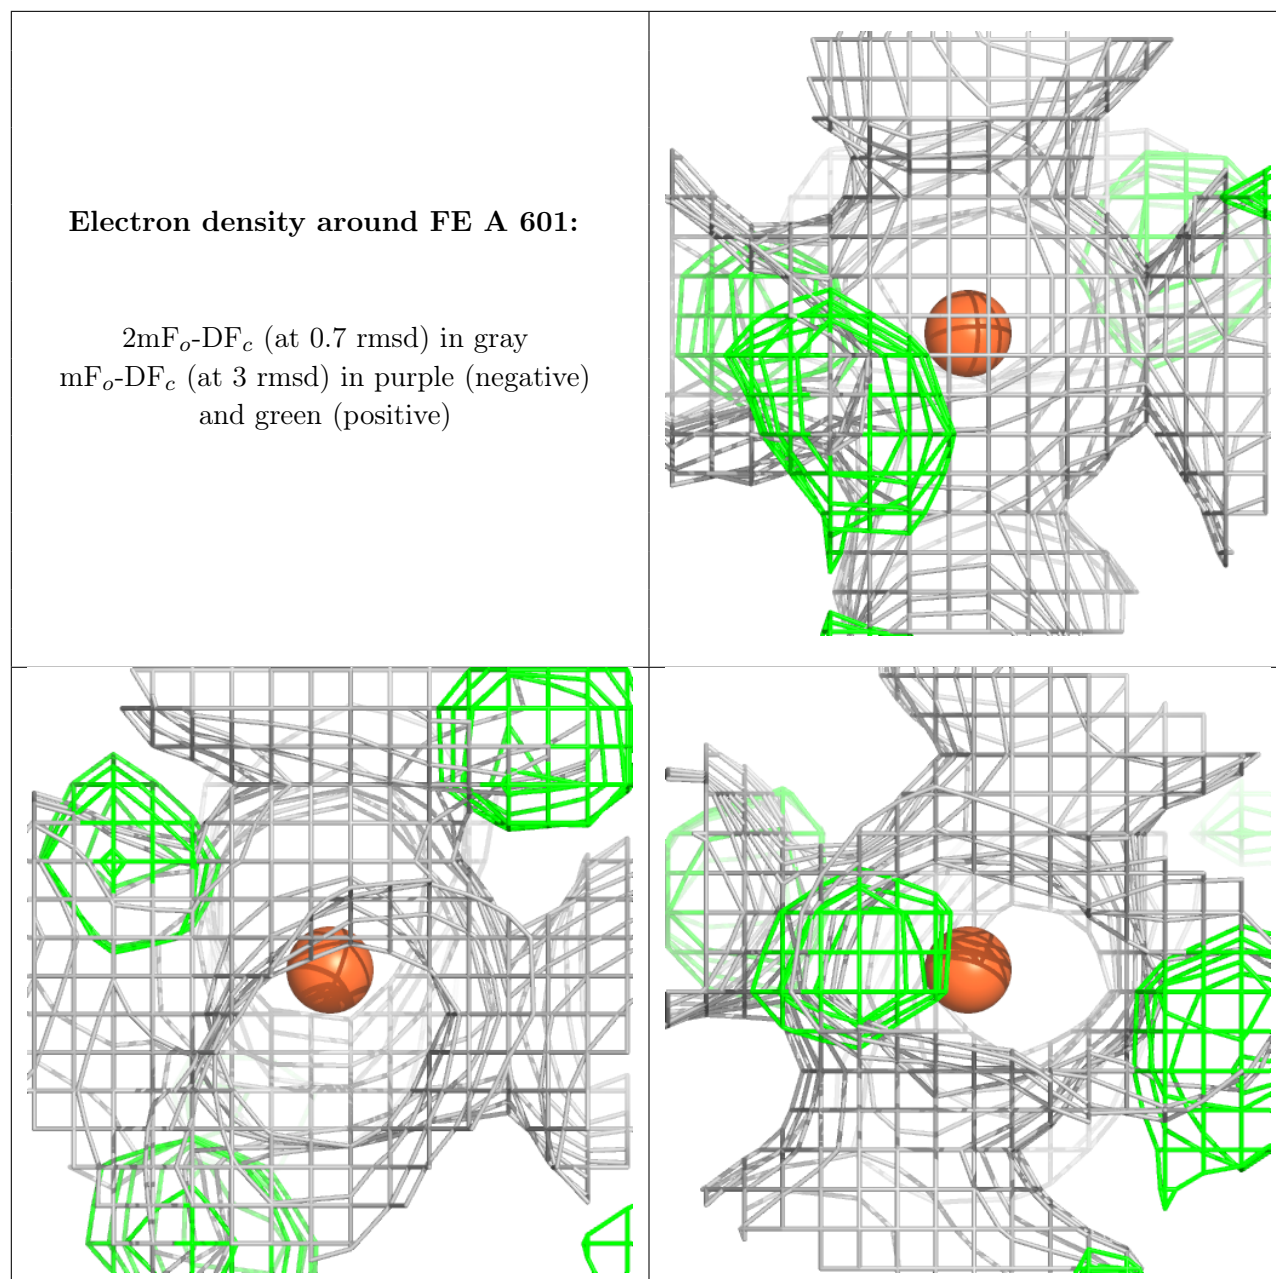 Electron density around FE A 601:
2mFₒ-DF𝒸 (at 0.7 rmsd) in gray
mFₒ-DF𝒸 (at 3 rmsd) in purple (negative)
and green (positive)